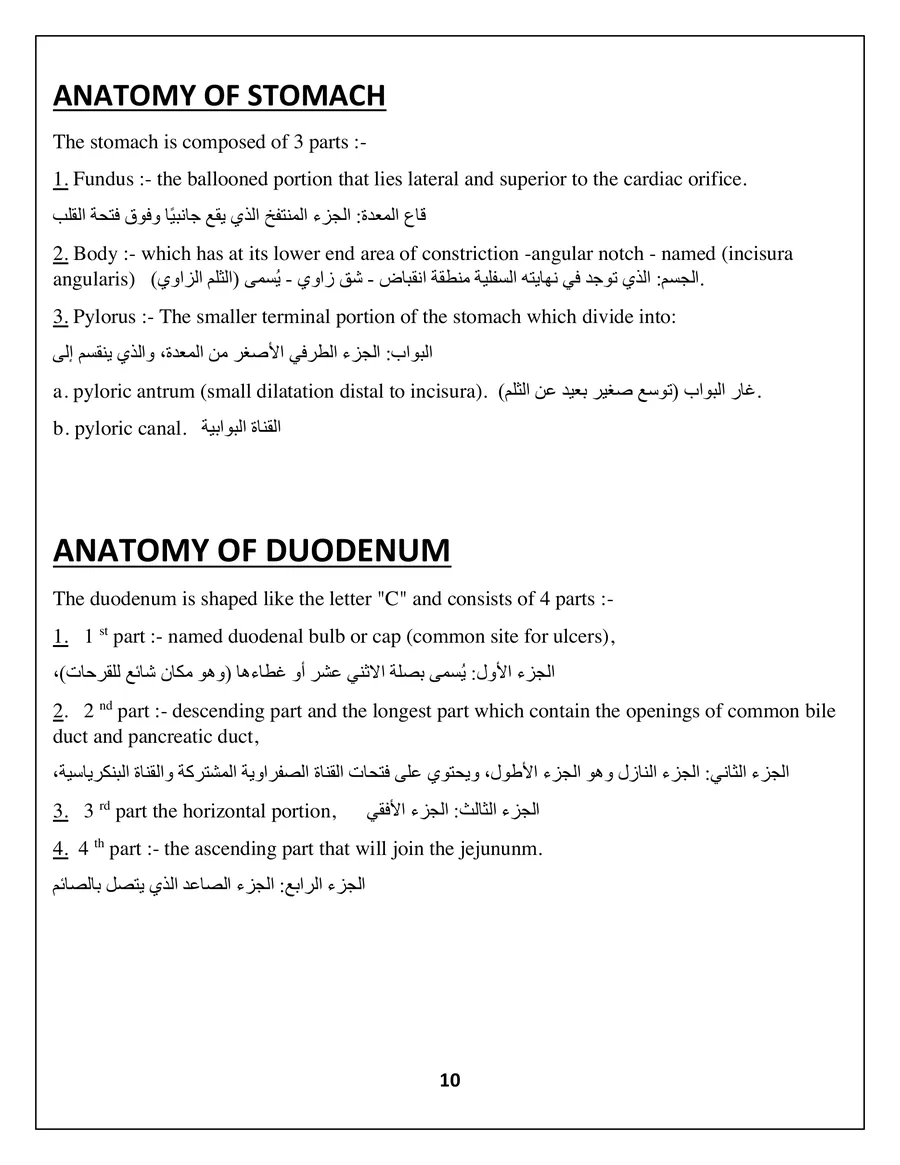 ANATOMY OF STOMACH
The stomach is composed of 3 parts :-
1. Fundus :- the ballooned portion that lies lateral and superior to the cardiac orifice.
قاع المعدة: الجزء المنتفخ الذي يقع جانبيًا وفوق فتحة القلب
2. Body :- which has at its lower end area of constriction -angular notch - named (incisura
angularis) الجسم: الذي توجد في نهايته السفلية منطقة انقباض - شق زاوي - يُسمى (الثلم الزاوي).
3. Pylorus :- The smaller terminal portion of the stomach which divide into:
البواب: الجزء الطرفي الأصغر من المعدة، والذي ينقسم إلى
a. pyloric antrum (small dilatation distal to incisura). غار البواب (توسع صغير بعيد عن الثلم).
b. pyloric canal. القناة البوابية
ANATOMY OF DUODENUM
The duodenum is shaped like the letter "C" and consists of 4 parts :-
1. 1 st part :- named duodenal bulb or cap (common site for ulcers),
الجزء الأول: يُسمى بصلة الاثني عشر أو غطاءها (وهو مكان شائع للقرحات)،
2. 2 nd part :- descending part and the longest part which contain the openings of common bile
duct and pancreatic duct,
الجزء الثاني: الجزء النازل وهو الجزء الأطول، ويحتوي على فتحات القناة الصفراوية المشتركة والقناة البنكرياسية،
3. 3 rd part the horizontal portion, الجزء الثالث: الجزء الأفقي
4. 4 th part :- the ascending part that will join the jejununm.
الجزء الرابع: الجزء الصاعد الذي يتصل بالصائم
10